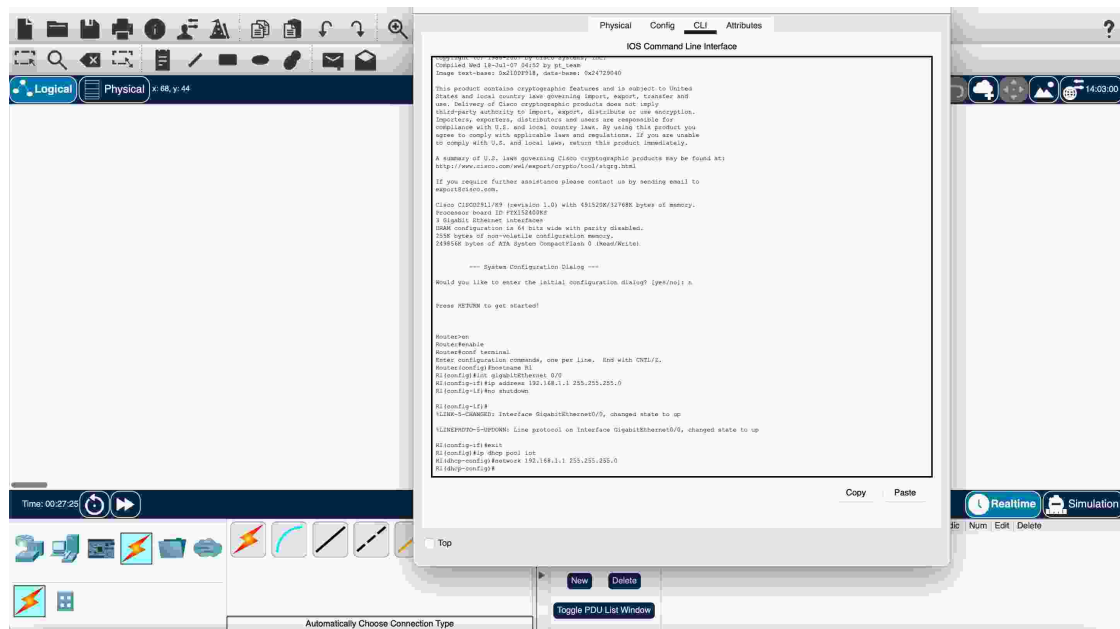 Physical Config CLI Attributes
IOS Command Line Interface
Compiled Wed 18-Jul-07 04:52 by pt_team
This product contains cryptographic features and is subject to United
States and local country laws governing import, export, transfer and
use. Delivery of Cisco cryptographic products does not imply
third-party authority to import, export, distribute or use encryption.
Importers, exporters, distributors and users are responsible for
compliance with U.S. and local country laws. By using this product you
agree to comply with applicable laws and regulations. If you are unable
to comply with U.S. and local laws, return this product immediately.
A summary of U.S. laws governing Cisco cryptographic products may be found at:
http://www.cisco.com/wwl/export/crypto/tool/stqrg.html
If you require further assistance please contact us by sending email to
export@cisco.com.
Cisco CISCO2911/K9 (revision 1.0) with 491520K/32768K bytes of memory.
Processor board ID
3 Gigabit Ethernet interfaces
DRAM configuration is 64 bits wide with parity disabled.
255K bytes of non-volatile configuration memory.
249856K bytes of ATA System CompactFlash 0 (Read/Write)
--- System Configuration Dialog ---
Would you like to enter the initial configuration dialog? [yes/no]: n
Press RETURN to get started!
Router>en
Router>enable
Router#conf terminal
Enter configuration commands, one per line. End with CNTL/Z.
Router(config)#hostname R1
R1(config)#int gigabitEthernet 0/0
R1(config-if)#ip address 192.168.1.1 255.255.255.0
R1(config-if)#no shutdown
R1(config-if)#
%LINK-5-CHANGED: Interface GigabitEthernet0/0, changed state to up
%LINEPROTO-5-UPDOWN: Line protocol on Interface GigabitEthernet0/0, changed state to up
R1(config-if)#exit
R1(config)#ip dhcp pool iot
R1(dhcp-config)#network 192.168.1.1 255.255.255.0
R1(dhcp-config)#
Copy Paste
Top
Logical Physical x: 68, y: 44
14:03:00
Time: 00:27:25
Realtime Simulation
Num Edit Delete
New Delete
Toggle PDU List Window
Automatically Choose Connection Type